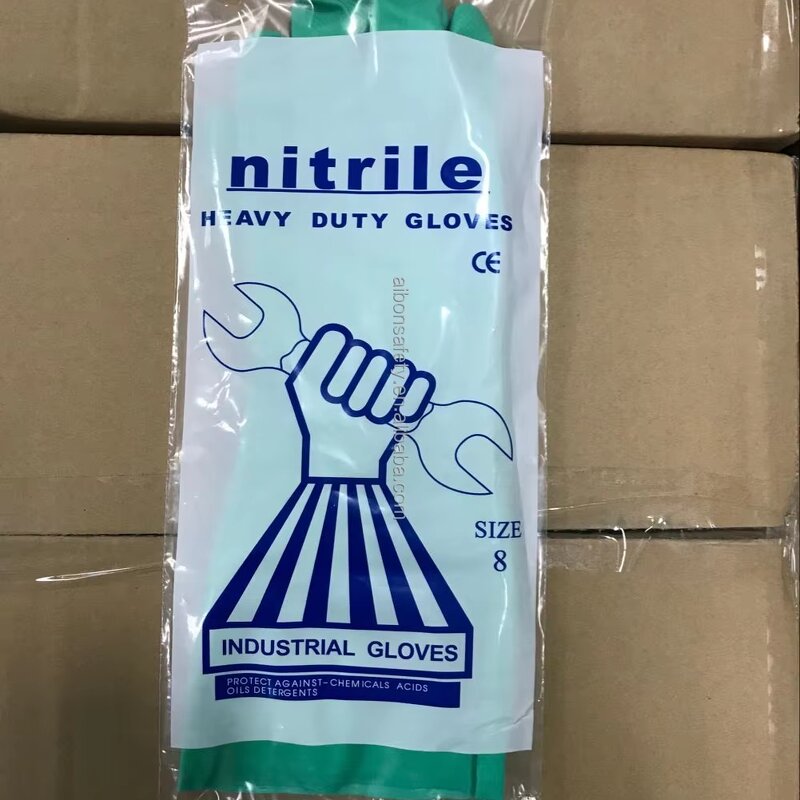 nitrile
HEAVY DUTY GLOVES
CE
aibonsafety.en.alibaba.com
SIZE
8
INDUSTRIAL GLOVES
PROTECT AGAINST-CHEMICALS ACIDS
OILS DETERGENTS